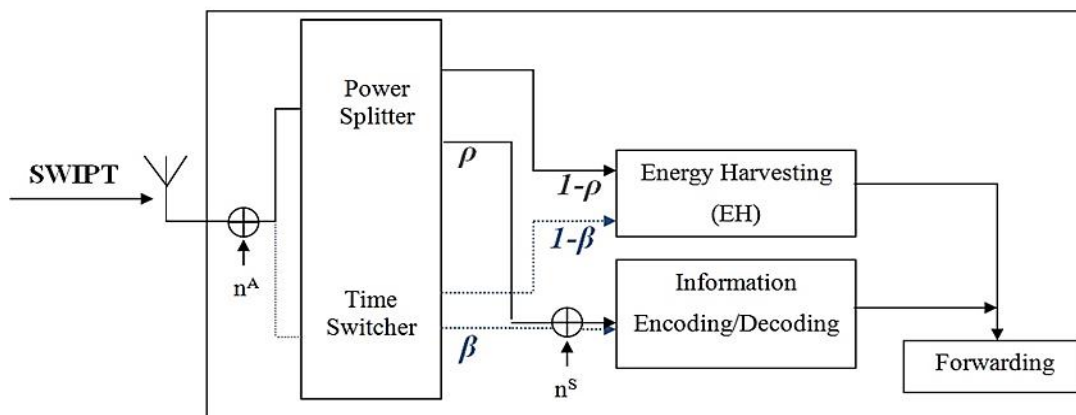 SWIPT
n^A
Power
Splitter
Time
Switcher
ρ
1-ρ
1-β
β
n^S
Energy Harvesting
(EH)
Information
Encoding/Decoding
Forwarding